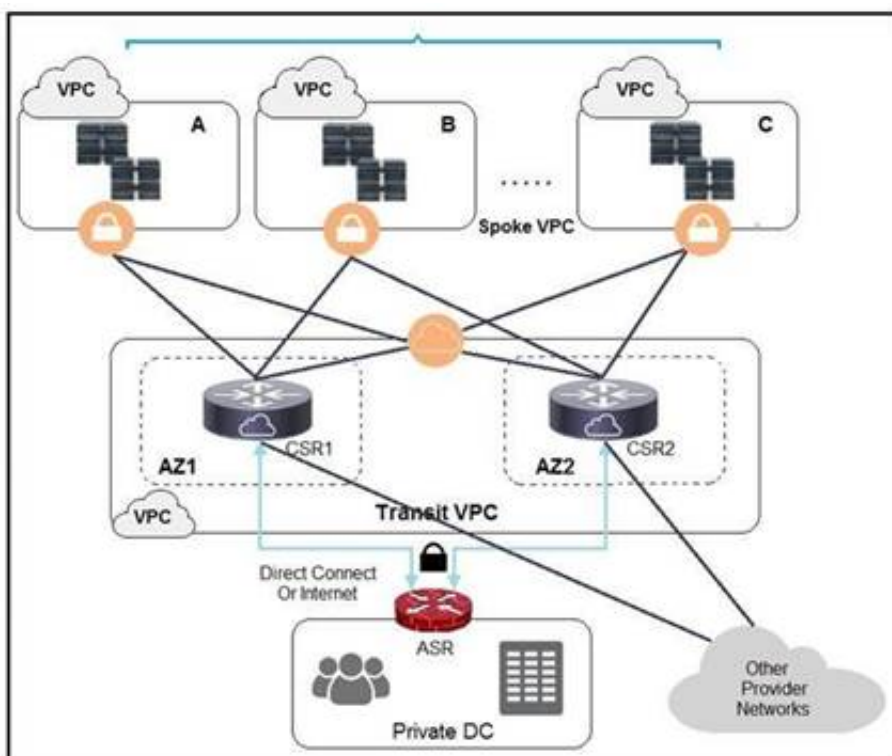 VPC
A
VPC
B
VPC
C
.....
Spoke VPC
CSR1
AZ1
CSR2
AZ2
VPC
Transit VPC
Direct Connect
Or Internet
ASR
Private DC
Other
Provider
Networks